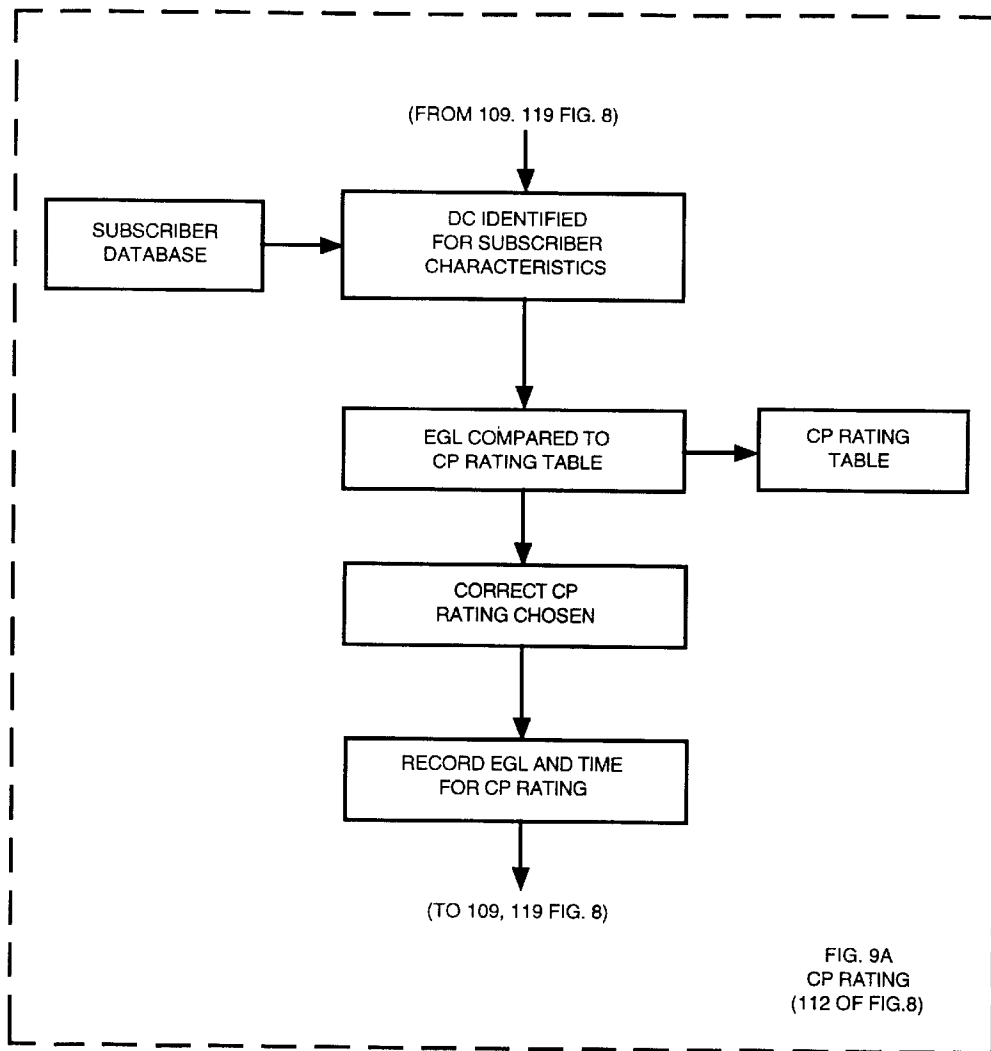 (FROM 109. 119 FIG. 8)
SUBSCRIBER
DATABASE
DC IDENTIFIED
FOR SUBSCRIBER
CHARACTERISTICS
EGL COMPARED TO
CP RATING TABLE
CP RATING
TABLE
CORRECT CP
RATING CHOSEN
RECORD EGL AND TIME
FOR CP RATING
(TO 109, 119 FIG. 8)
FIG. 9A
CP RATING
(112 OF FIG.8)